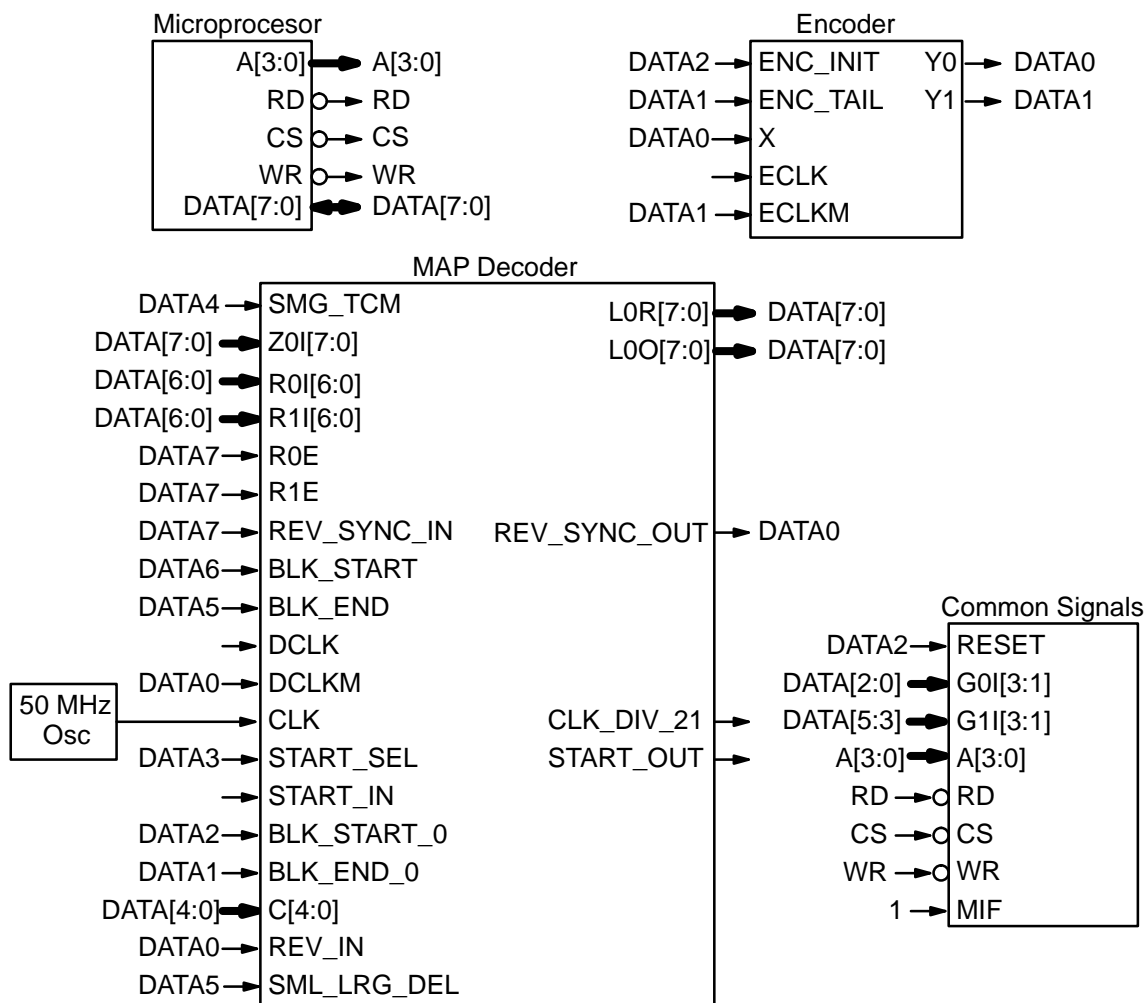 Microprocesor
A[3:0] A[3:0]
RD RD
CS CS
WR WR
DATA[7:0] DATA[7:0]
Encoder
DATA2 ENC_INIT Y0 DATA0
DATA1 ENC_TAIL Y1 DATA1
DATA0 X
ECLK
DATA1 ECLKM
MAP Decoder
DATA4 SMG_TCM L0R[7:0] DATA[7:0]
DATA[7:0] Z0I[7:0] L0O[7:0] DATA[7:0]
DATA[6:0] R0I[6:0]
DATA[6:0] R1I[6:0]
DATA7 R0E
DATA7 R1E
DATA7 REV_SYNC_IN REV_SYNC_OUT DATA0
DATA6 BLK_START
DATA5 BLK_END
DCLK
DATA0 DCLKM
50 MHz
Osc
CLK CLK_DIV_21
DATA3 START_SEL START_OUT
START_IN
DATA2 BLK_START_0
DATA1 BLK_END_0
DATA[4:0] C[4:0]
DATA0 REV_IN
DATA5 SML_LRG_DEL
Common Signals
DATA2 RESET
DATA[2:0] G0I[3:1]
DATA[5:3] G1I[3:1]
A[3:0] A[3:0]
RD RD
CS CS
WR WR
1 MIF